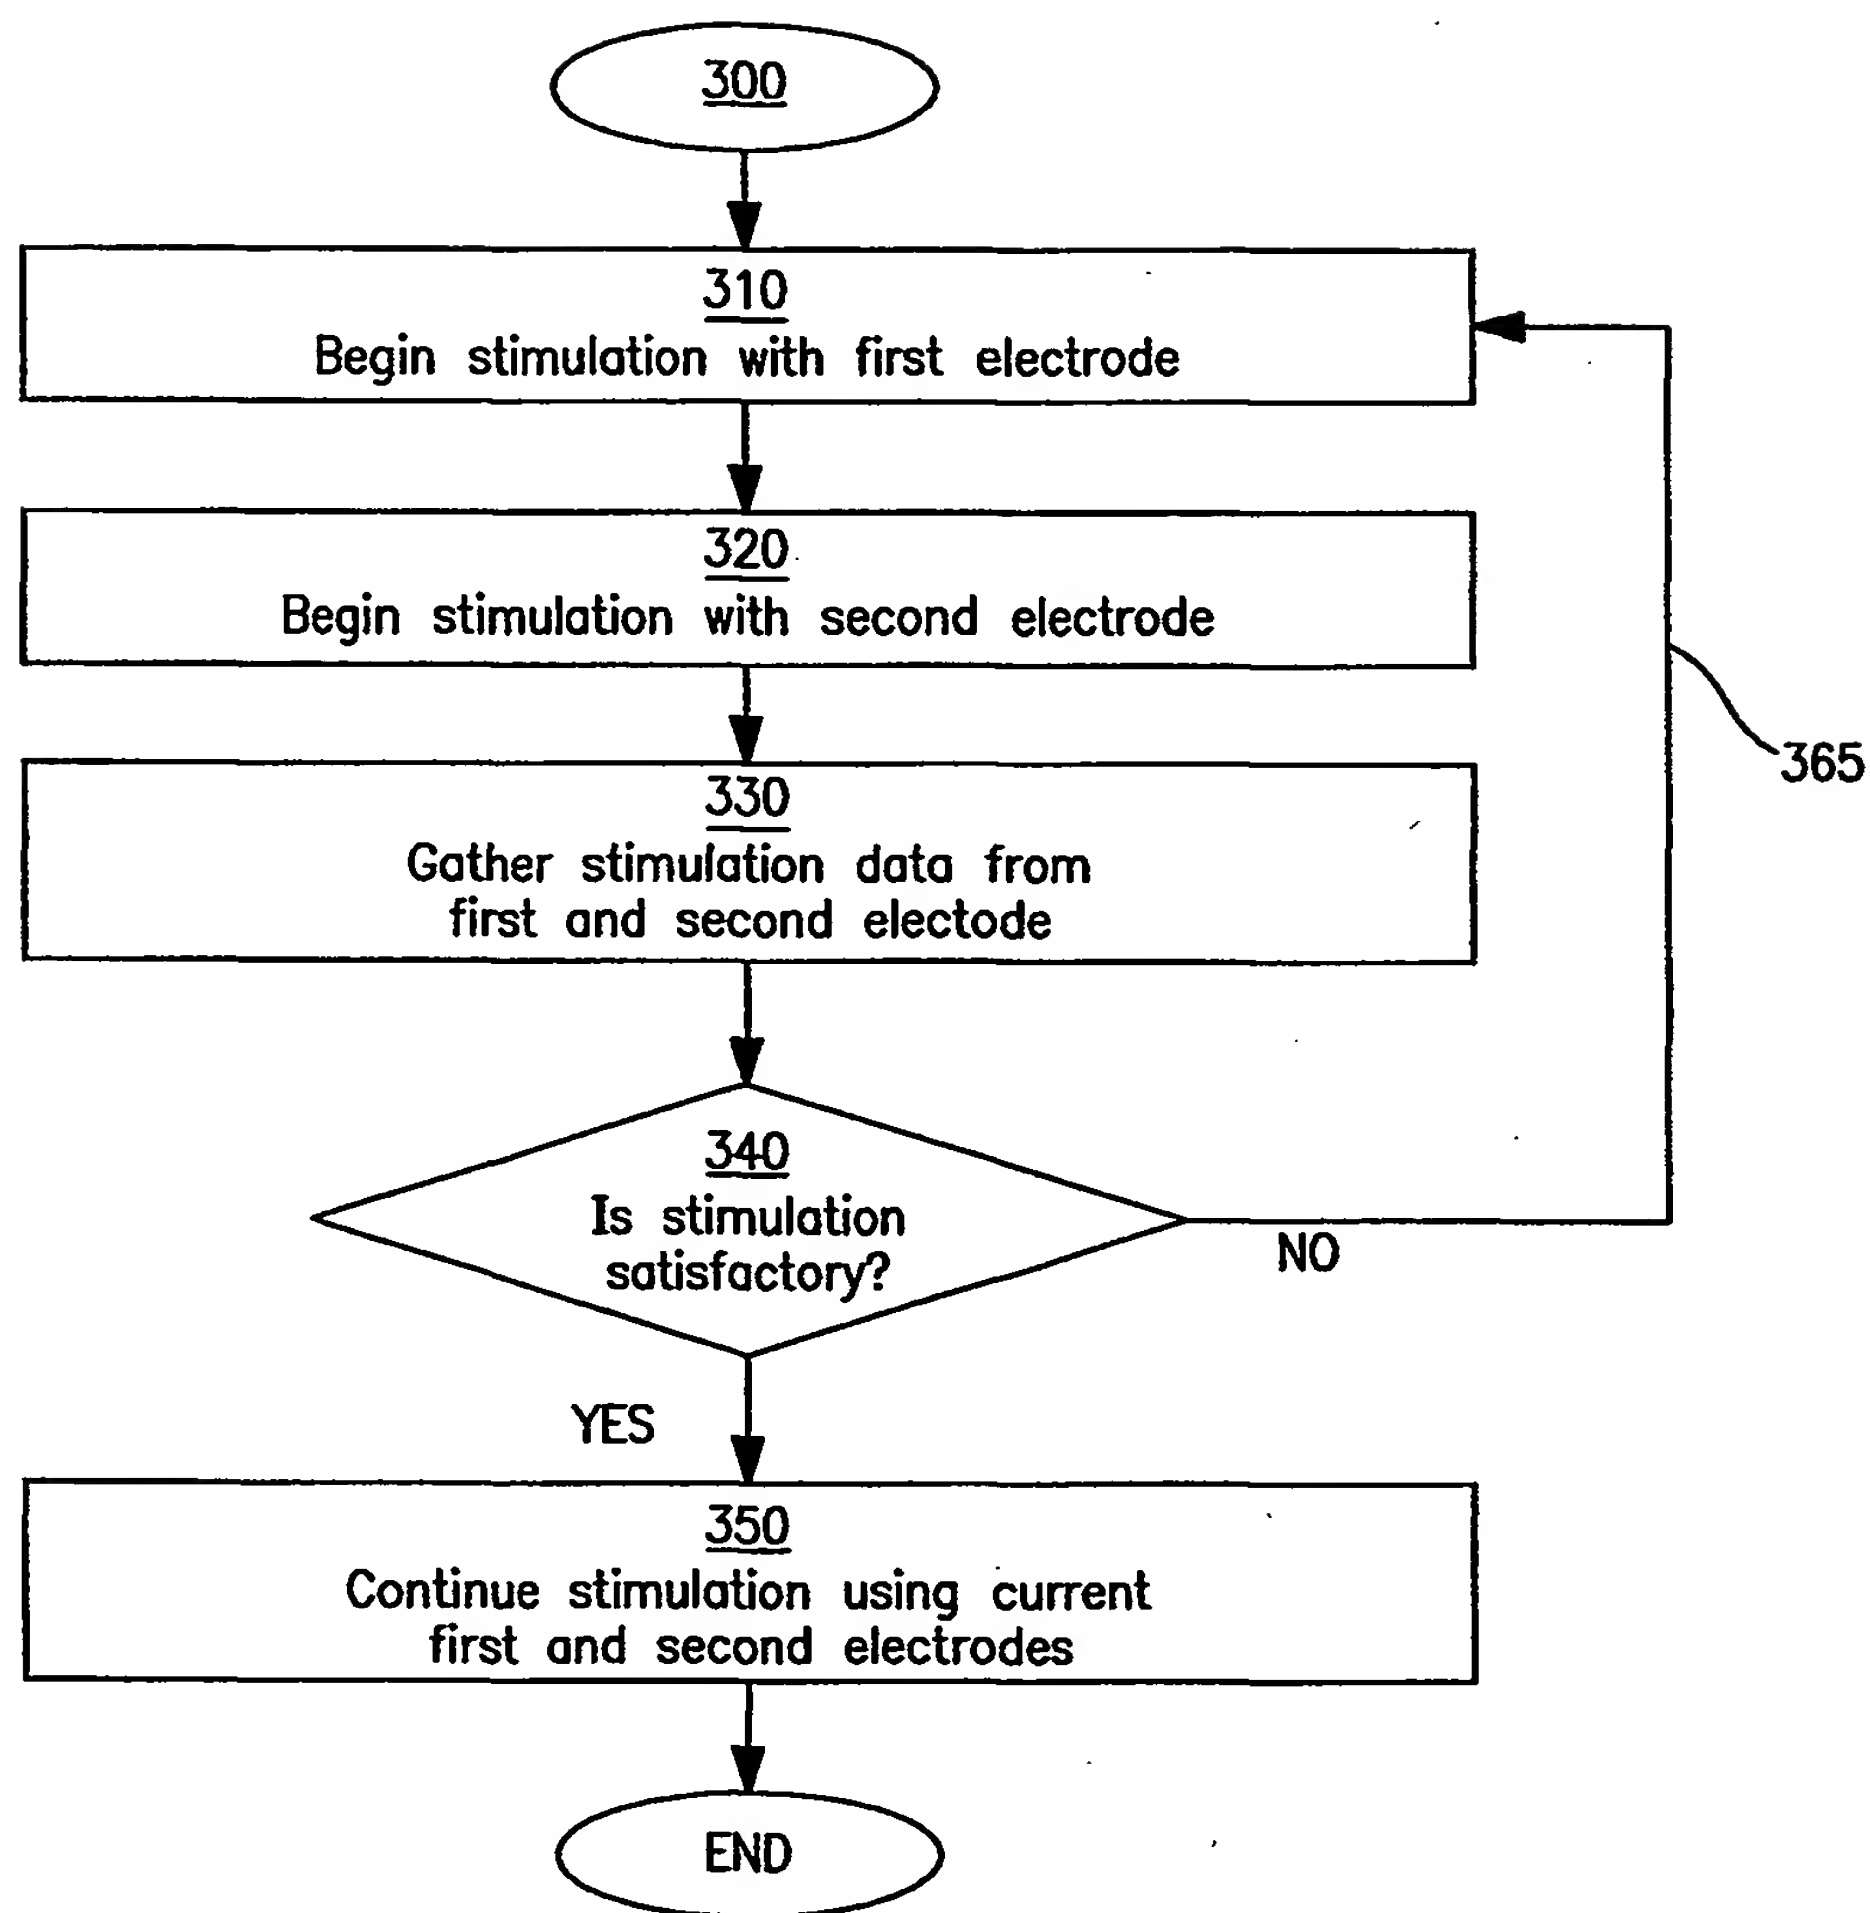 300
310
Begin stimulation with first electrode
320
Begin stimulation with second electrode
365
330
Gather stimulation data from
first and second electode
340
Is stimulation
satisfactory?
NO
YES
350
Continue stimulation using current
first and second electrodes
END